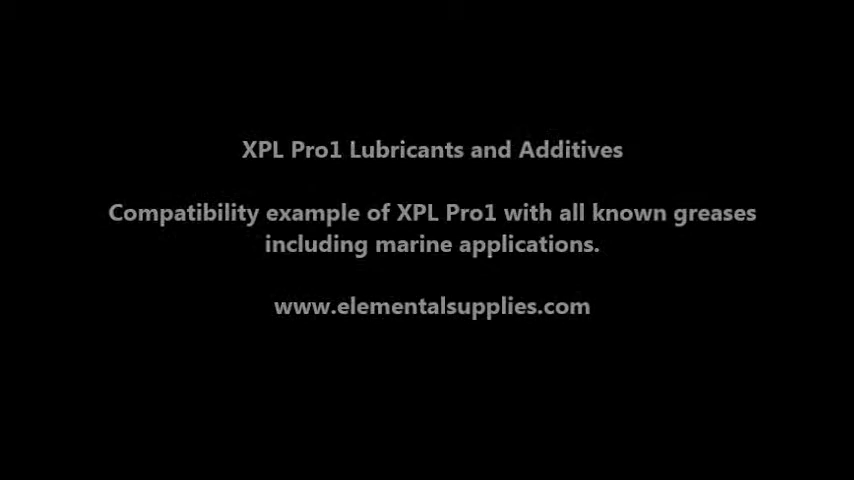 XPL Pro1 Lubricants and Additives
Compatibility example of XPL Pro1 with all known greases
including marine applications.
www.elementalsupplies.com